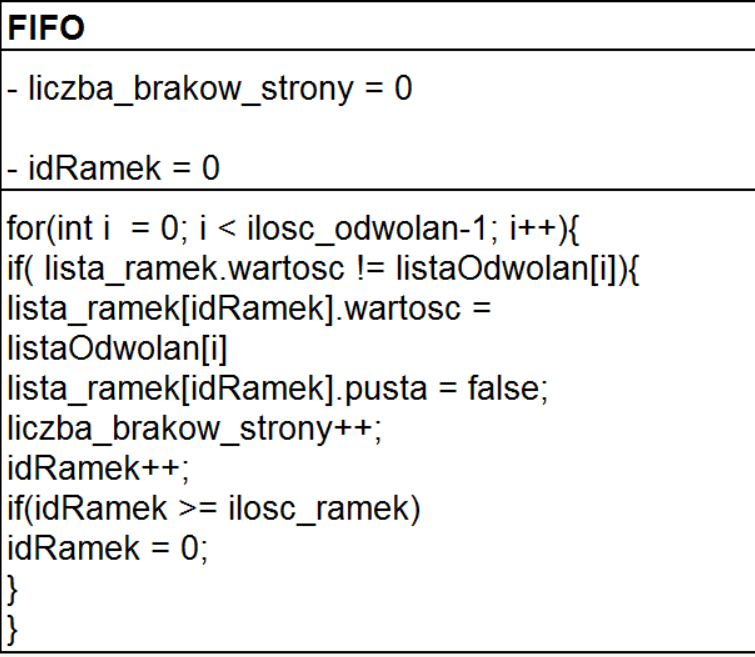 FIFO
- liczba_brakow_strony = 0
- idRamek = 0
for(int i  = 0; i < ilosc_odwolan-1; i++){
if( lista_ramek.wartosc != listaOdwolan[i]){
lista_ramek[idRamek].wartosc =
listaOdwolan[i]
lista_ramek[idRamek].pusta = false;
liczba_brakow_strony++;
idRamek++;
if(idRamek >= ilosc_ramek)
idRamek = 0;
}
}